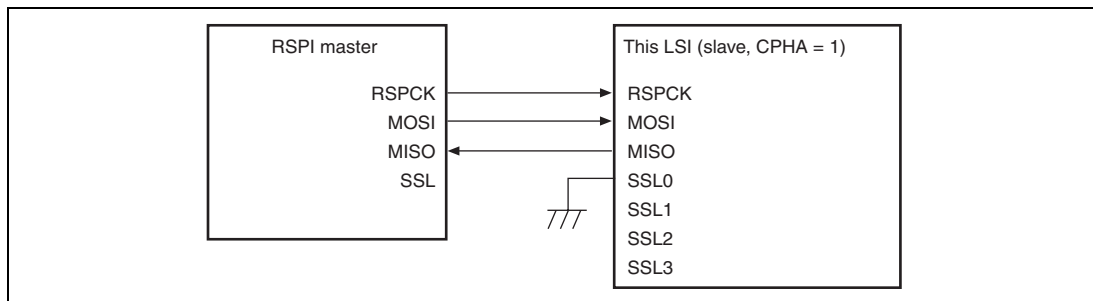 RSPI master
RSPCK
MOSI
MISO
SSL
This LSI (slave, CPHA = 1)
RSPCK
MOSI
MISO
SSL0
SSL1
SSL2
SSL3